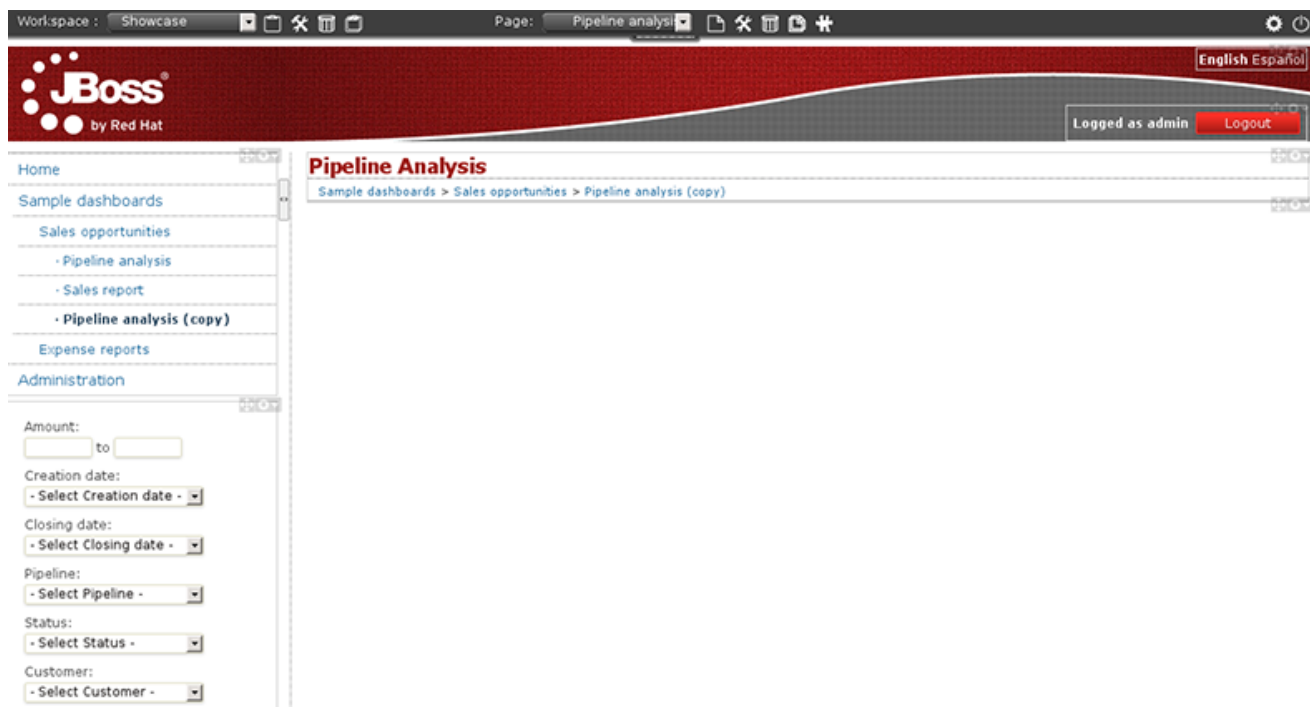 Workspace : Showcase Page: Pipeline analysis
English Español
JBoss®
by Red Hat
Logged as admin Logout
Home
Sample dashboards
Sales opportunities
· Pipeline analysis
· Sales report
· Pipeline analysis (copy)
Expense reports
Administration
Pipeline Analysis
Sample dashboards > Sales opportunities > Pipeline analysis (copy)
Amount:
to
Creation date:
- Select Creation date -
Closing date:
- Select Closing date -
Pipeline:
- Select Pipeline -
Status:
- Select Status -
Customer:
- Select Customer -